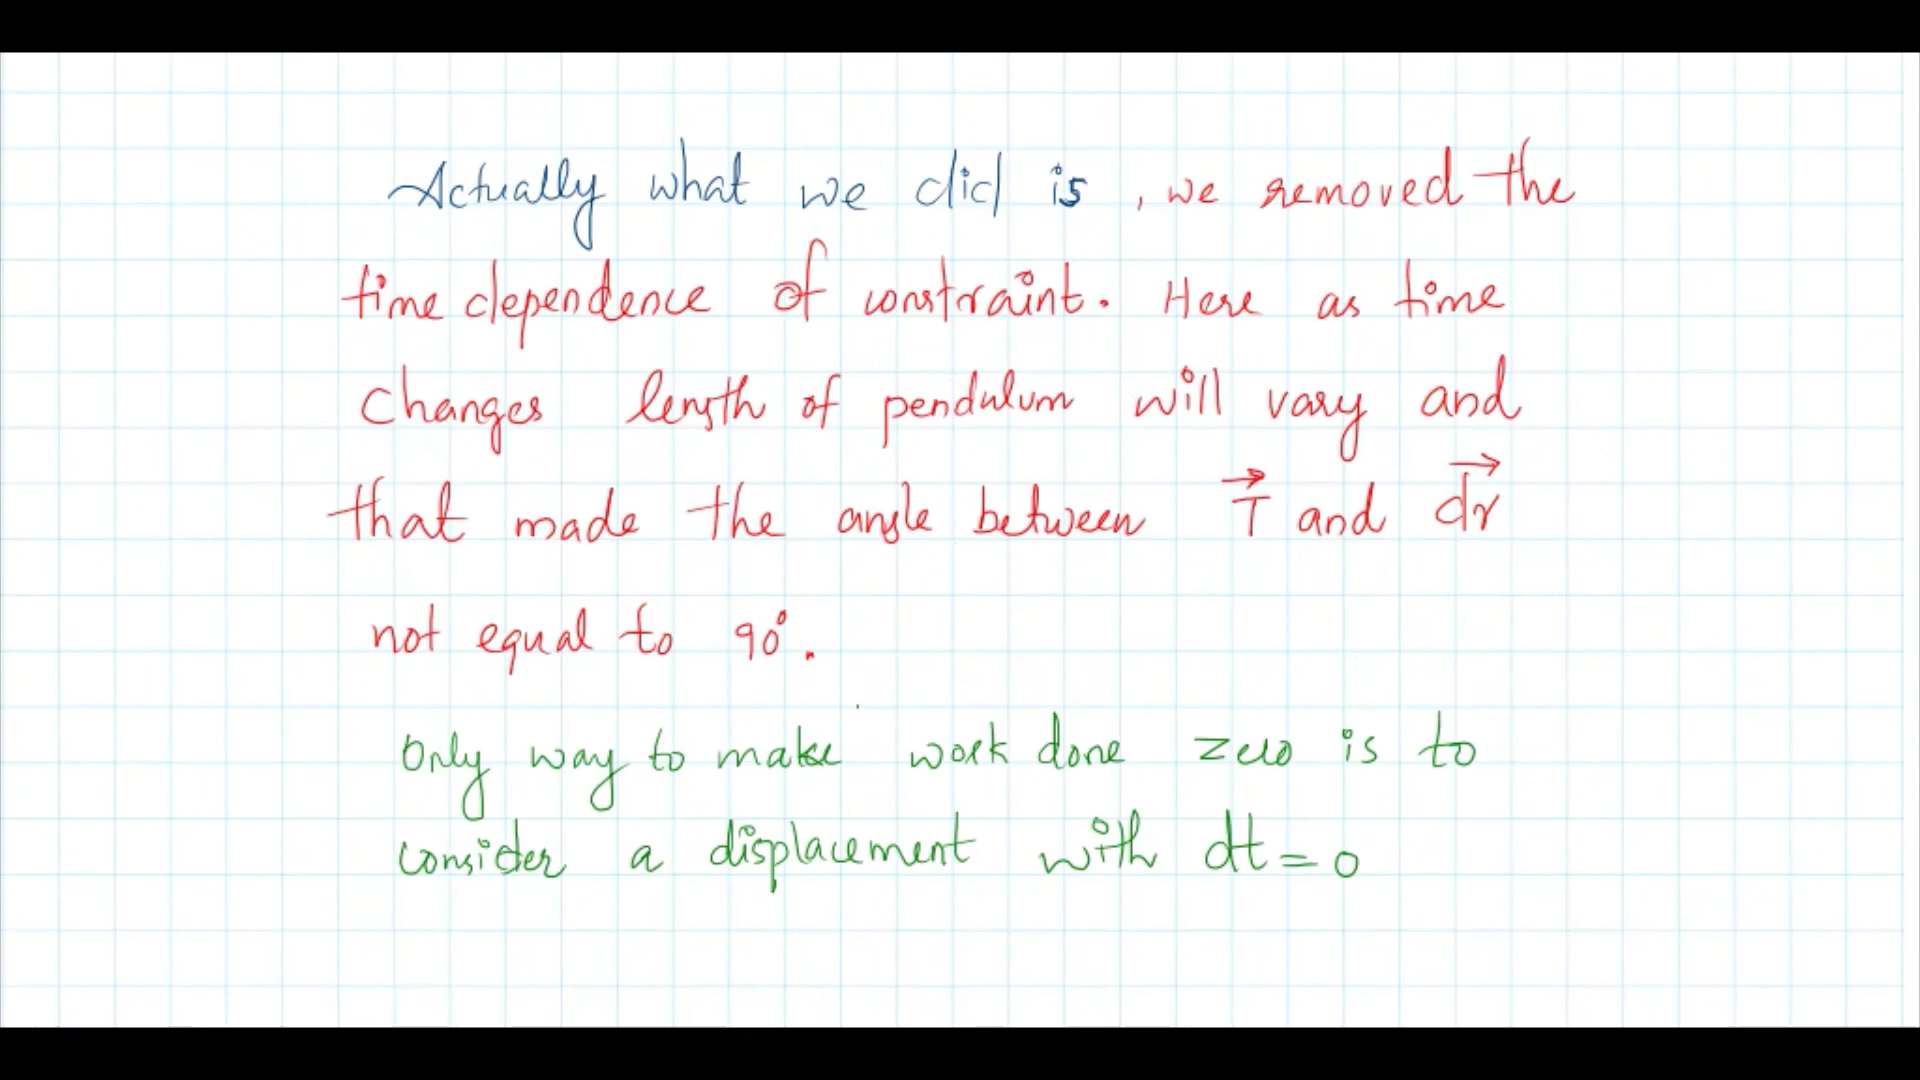 Actually what we did is, we removed the
time dependence of constraint. Here as time
changes length of pendulum will vary and
that made the angle between T⃗ and d⃗r
not equal to 90°.
Only way to make work done zero is to
consider a displacement with dt = 0